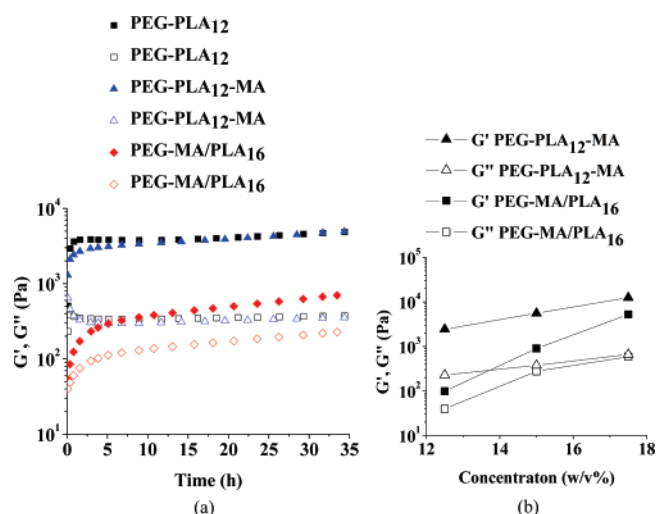 PEG-PLA12
PEG-PLA12
PEG-PLA12-MA
PEG-PLA12-MA
PEG-MA/PLA16
PEG-MA/PLA16
G', G'' (Pa)
10^4
10^3
10^2
10^1
0 5 10 15 20 25 30 35
Time (h)
(a)
G' PEG-PLA12-MA
G'' PEG-PLA12-MA
G' PEG-MA/PLA16
G'' PEG-MA/PLA16
G', G'' (Pa)
10^5
10^4
10^3
10^2
10^1
12 14 16 18
Concentraton (w/v%)
(b)